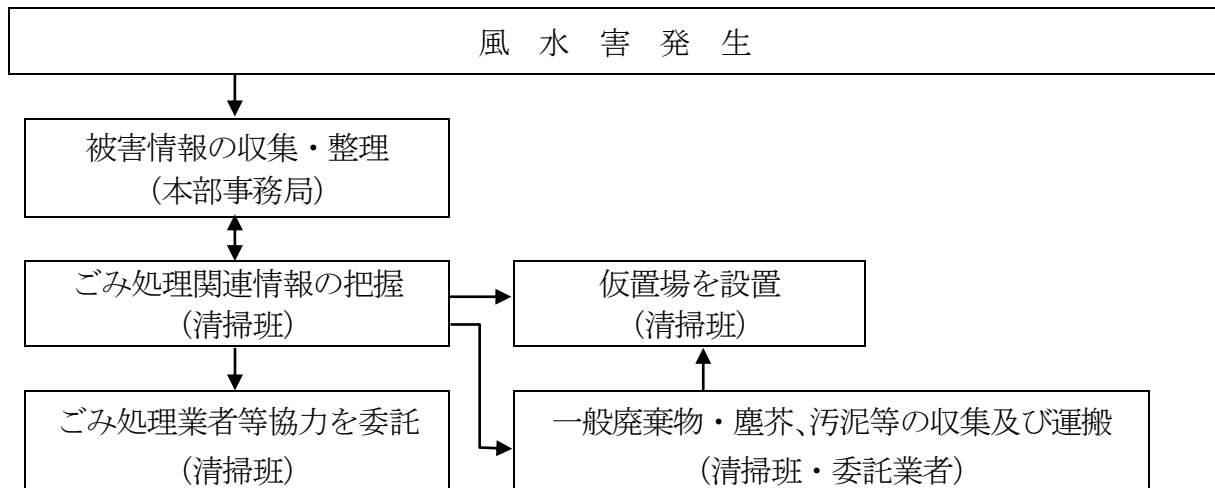 風　水　害　発　生
被害情報の収集・整理
（本部事務局）
ごみ処理関連情報の把握
（清掃班）
仮置場を設置
（清掃班）
ごみ処理業者等協力を委託
（清掃班）
一般廃棄物・塵芥、汚泥等の収集及び運搬
（清掃班・委託業者）